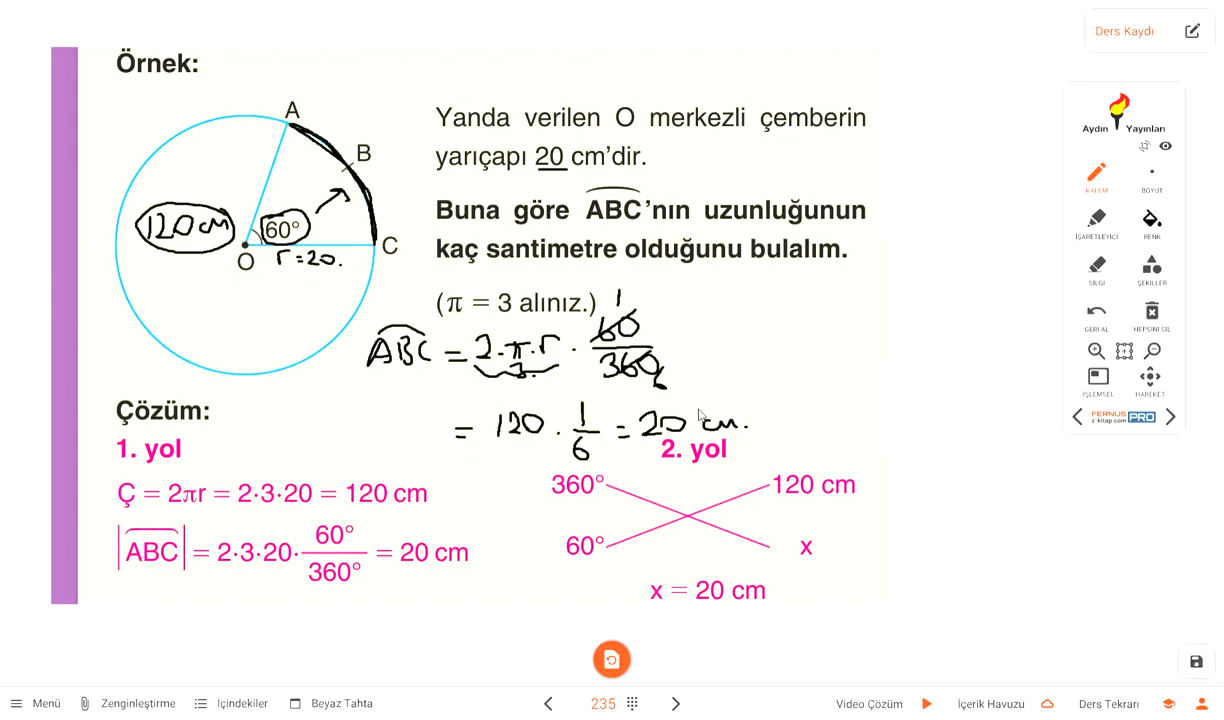 Ders Kaydı
Örnek:
A
B
C
O
120 cm
60°
r=20.
Yanda verilen O merkezli çemberin
yarıçapı 20 cm'dir.
Buna göre ABC'nın uzunluğunun
kaç santimetre olduğunu bulalım.
(π = 3 alınız.)
ABC = 2.π.r . 60/360
3
1
6
= 120 . 1/6 = 20 cm.
Çözüm:
1. yol
Ç = 2πr = 2·3·20 = 120 cm
|ABC| = 2·3·20· 60°/360° = 20 cm
2. yol
360° 120 cm
60° x
x = 20 cm
Aydın Yayınları
KALEM BOYUT
İŞARETLEYİCİ RENK
SİLGİ ŞEKİLLER
GERİ AL HEPSİNİ SİL
İŞLEMSEL HAREKET
FERNUS
z-kitap.com PRO
Menü Zenginleştirme İçindekiler Beyaz Tahta 235 Video Çözüm İçerik Havuzu Ders Tekrarı